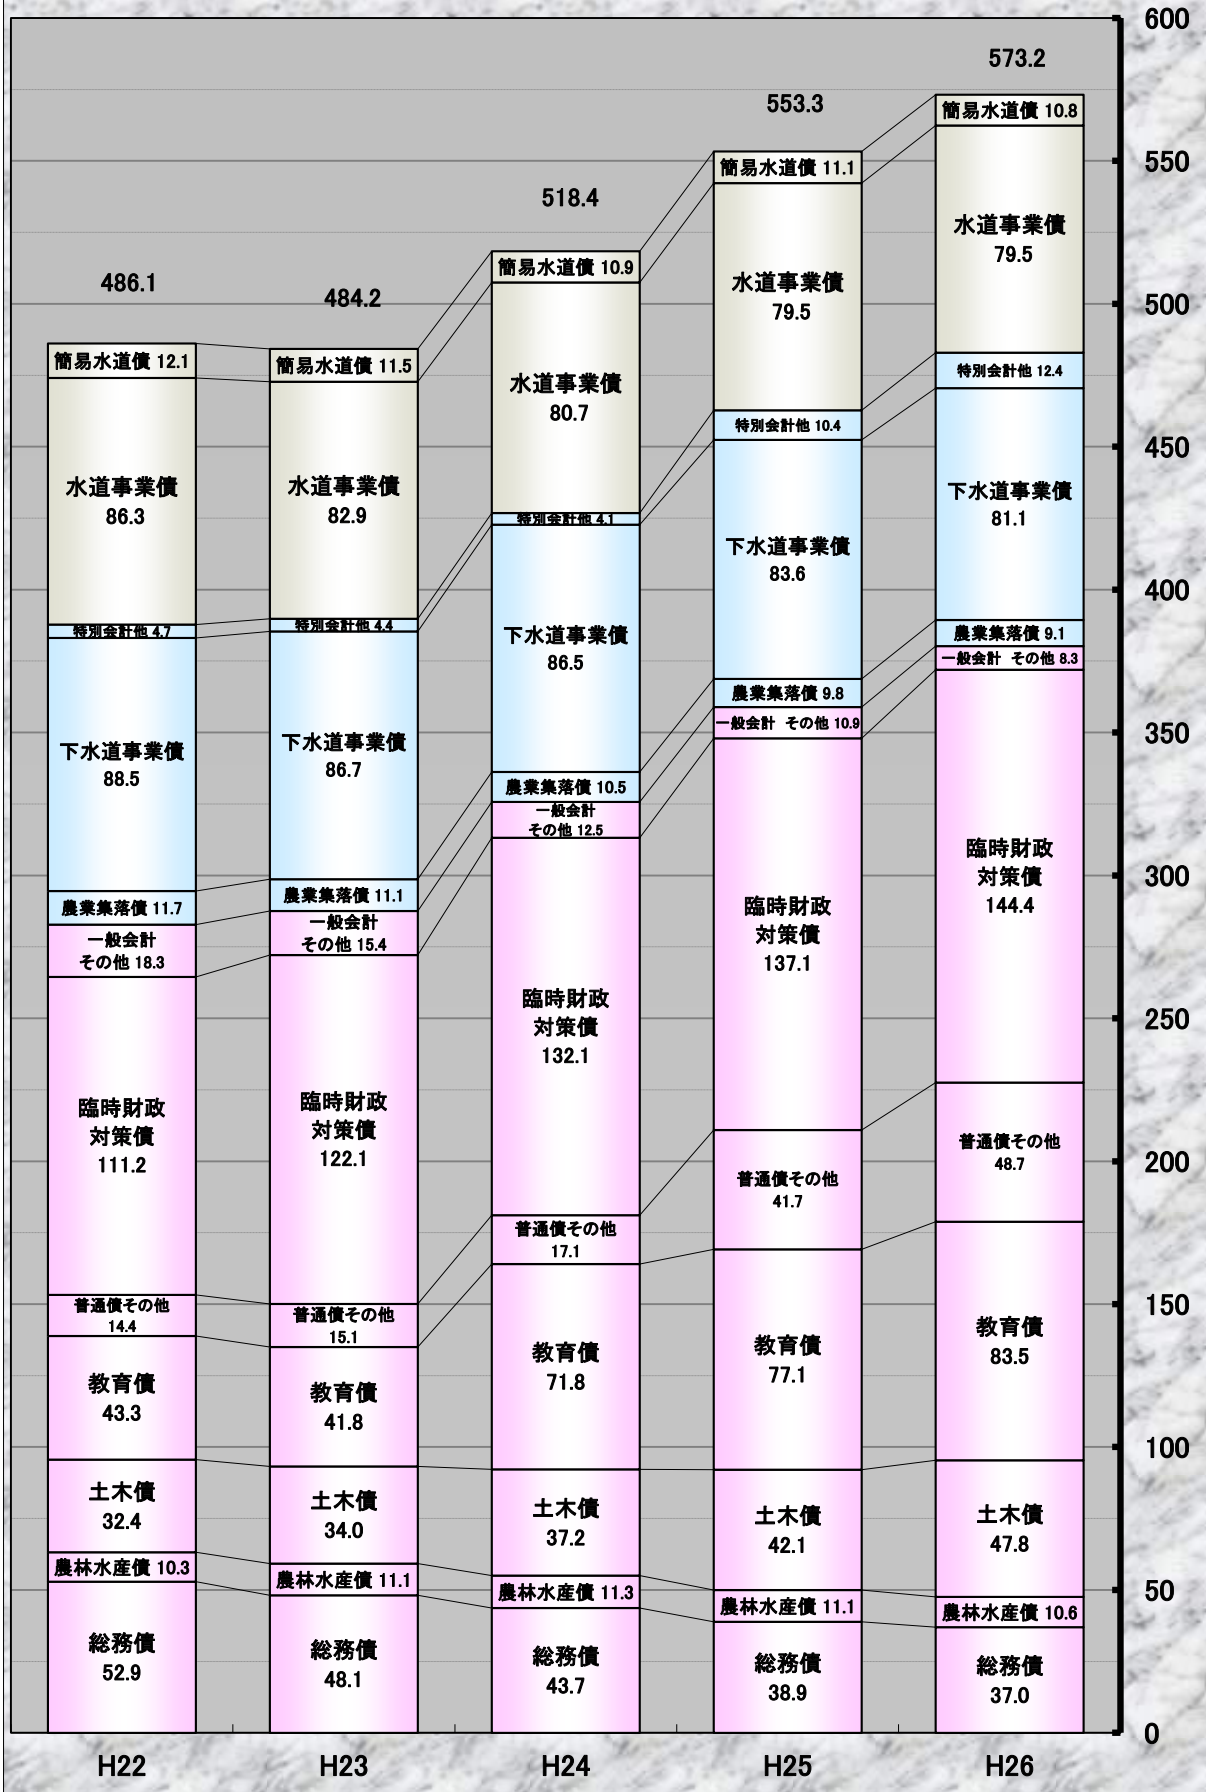 600
550
500
450
400
350
300
250
200
150
100
50
0
486.1
簡易水道債 12.1
水道事業債
86.3
特別会計他 4.7
下水道事業債
88.5
農業集落債 11.7
一般会計
その他 18.3
臨時財政
対策債
111.2
普通債その他
14.4
教育債
43.3
土木債
32.4
農林水産債 10.3
総務債
52.9
H22
484.2
簡易水道債 11.5
水道事業債
82.9
特別会計他 4.4
下水道事業債
86.7
農業集落債 11.1
一般会計
その他 15.4
臨時財政
対策債
122.1
普通債その他
15.1
教育債
41.8
土木債
34.0
農林水産債 11.1
総務債
48.1
H23
518.4
簡易水道債 10.9
水道事業債
80.7
特別会計他 4.1
下水道事業債
86.5
農業集落債 10.5
一般会計
その他 12.5
臨時財政
対策債
132.1
普通債その他
17.1
教育債
71.8
土木債
37.2
農林水産債 11.3
総務債
43.7
H24
553.3
簡易水道債 11.1
水道事業債
79.5
特別会計他 10.4
下水道事業債
83.6
農業集落債 9.8
一般会計 その他 10.9
臨時財政
対策債
137.1
普通債その他
41.7
教育債
77.1
土木債
42.1
農林水産債 11.1
総務債
38.9
H25
573.2
簡易水道債 10.8
水道事業債
79.5
特別会計他 12.4
下水道事業債
81.1
農業集落債 9.1
一般会計 その他 8.3
臨時財政
対策債
144.4
普通債その他
48.7
教育債
83.5
土木債
47.8
農林水産債 10.6
総務債
37.0
H26